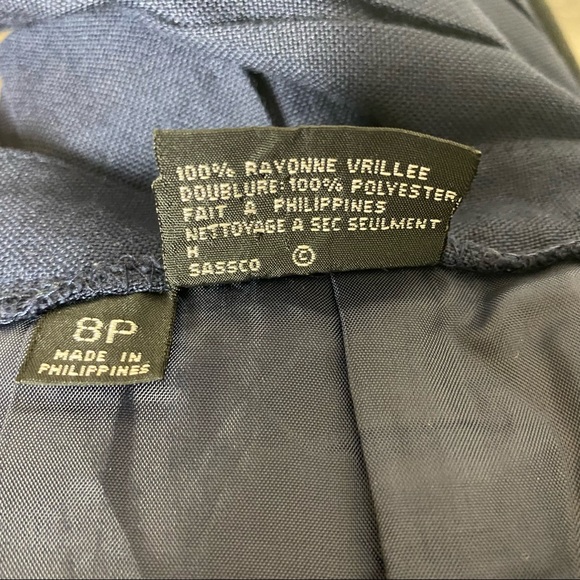 100% RAYONNE VRILLEE
DOUBLURE: 100% POLYESTER
FAIT A PHILIPPINES
NETTOYAGE A SEC SEULMENT
H
SASSCO ©
8P
MADE IN
PHILIPPINES